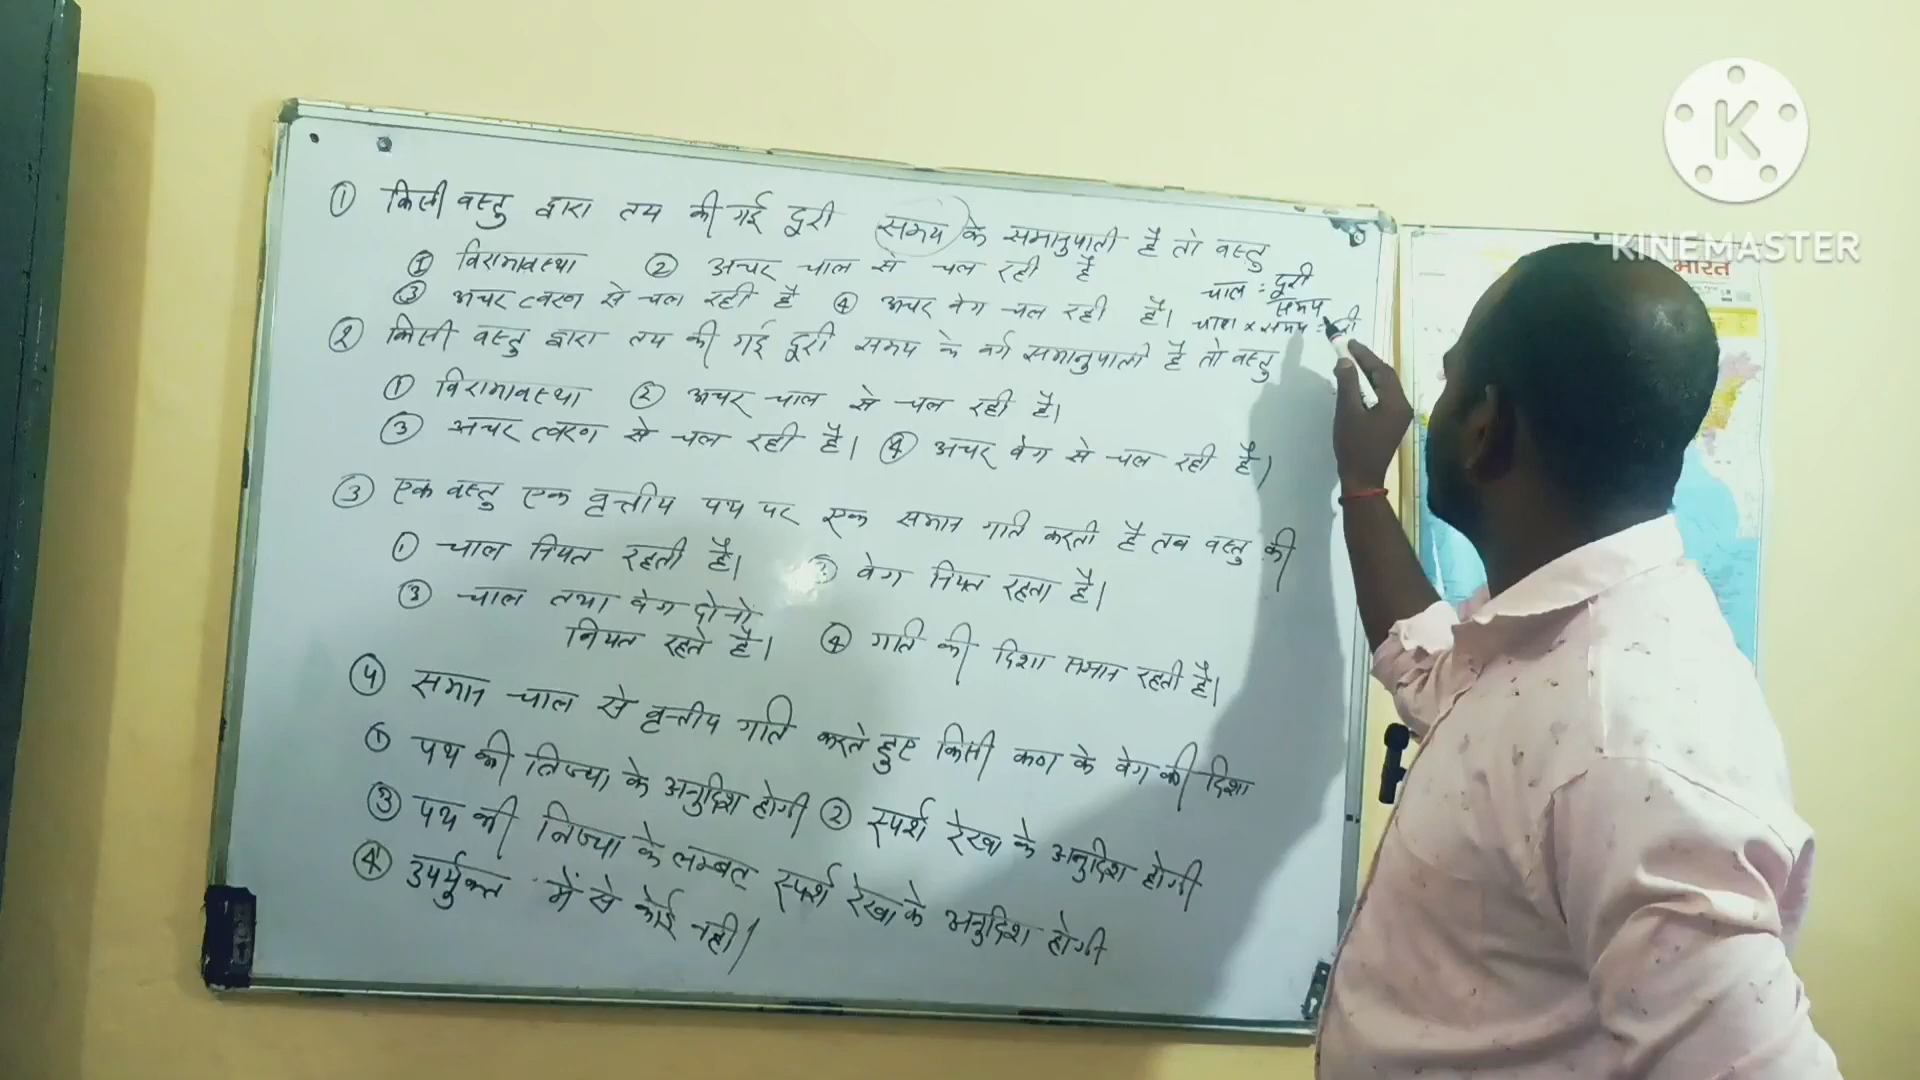 ① किसी वस्तु द्वारा तय की गई दूरी समय के समानुपाती है तो वस्तु
① विरामावस्था ② अचर चाल से चल रही है
③ अचर त्वरण से चल रही है ④ अचर वेग चल रही है।
चाल = दूरी
समय
चाल × समय = दूरी
② किसी वस्तु द्वारा तय की गई दूरी समय के वर्ग समानुपाती है तो वस्तु
① विरामावस्था ② अचर चाल से चल रही है।
③ अचर त्वरण से चल रही है। ④ अचर वेग से चल रही है।
③ एक वस्तु एक वृत्तीय पथ पर एक समान गति करती है तब वस्तु की
① चाल नियत रहती है। ② वेग नियत रहता है।
③ चाल तथा वेग दोनो
नियत रहते है। ④ गति की दिशा समान रहती है।
④ समान चाल से वृत्तीय गति करते हुए किसी कण के वेग की दिशा
① पथ की त्रिज्या के अनुदिश होगी ② स्पर्श रेखा के अनुदिश होगी
③ पथ की त्रिज्या के लम्बत् स्पर्श रेखा के अनुदिश होगी
④ उपर्युक्त में से कोई नही।
भारत
K
KINEMASTER